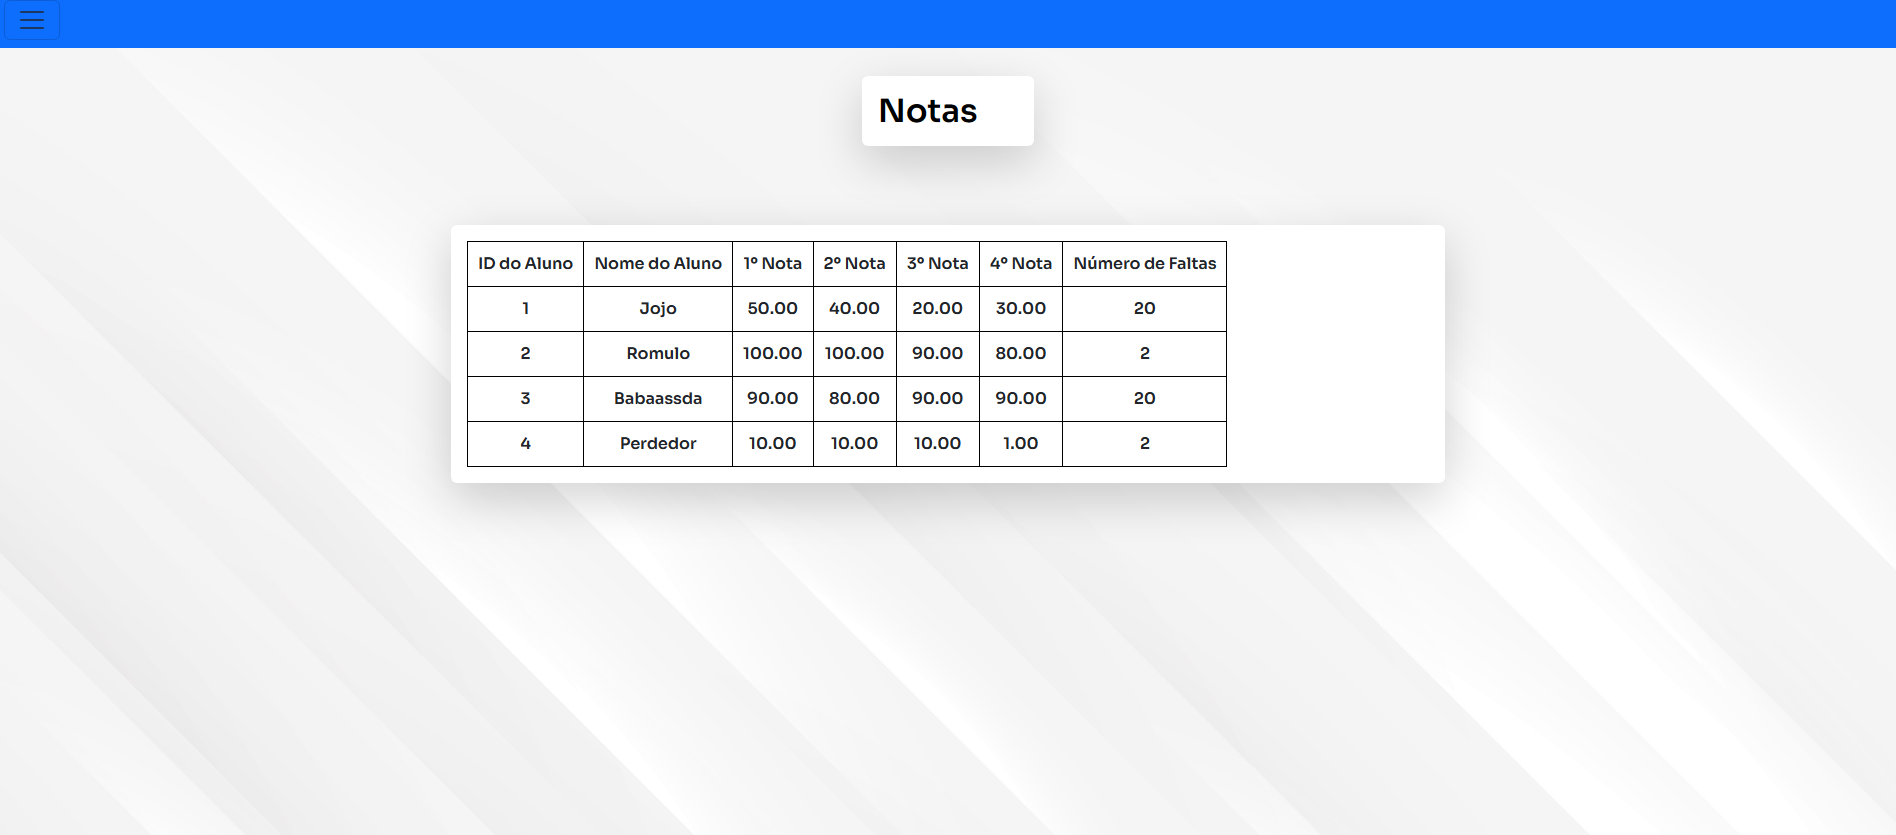 Notas
ID do Aluno Nome do Aluno 1º Nota 2º Nota 3º Nota 4º Nota Número de Faltas
1 Jojo 50.00 40.00 20.00 30.00 20
2 Romulo 100.00 100.00 90.00 80.00 2
3 Babaassda 90.00 80.00 90.00 90.00 20
4 Perdedor 10.00 10.00 10.00 1.00 2